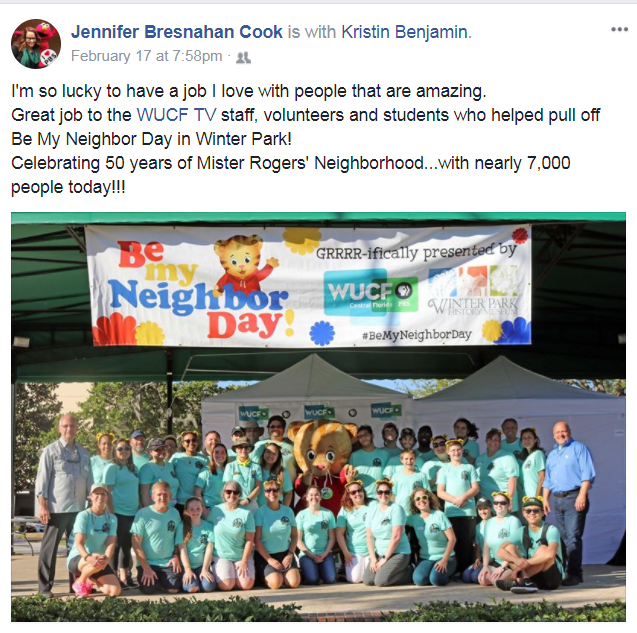 Jennifer Bresnahan Cook is with Kristin Benjamin.
February 17 at 7:58pm ·
I'm so lucky to have a job I love with people that are amazing.
Great job to the WUCF TV staff, volunteers and students who helped pull off
Be My Neighbor Day in Winter Park!
Celebrating 50 years of Mister Rogers' Neighborhood...with nearly 7,000
people today!!!
Be
my
Neighbor
Day!
GRRRR-ifically presented by
WUCF
Central Florida PBS
WINTER PARK
HISTORY MUSEUM
#BeMyNeighborDay
WUCF
WUCF
WUCF